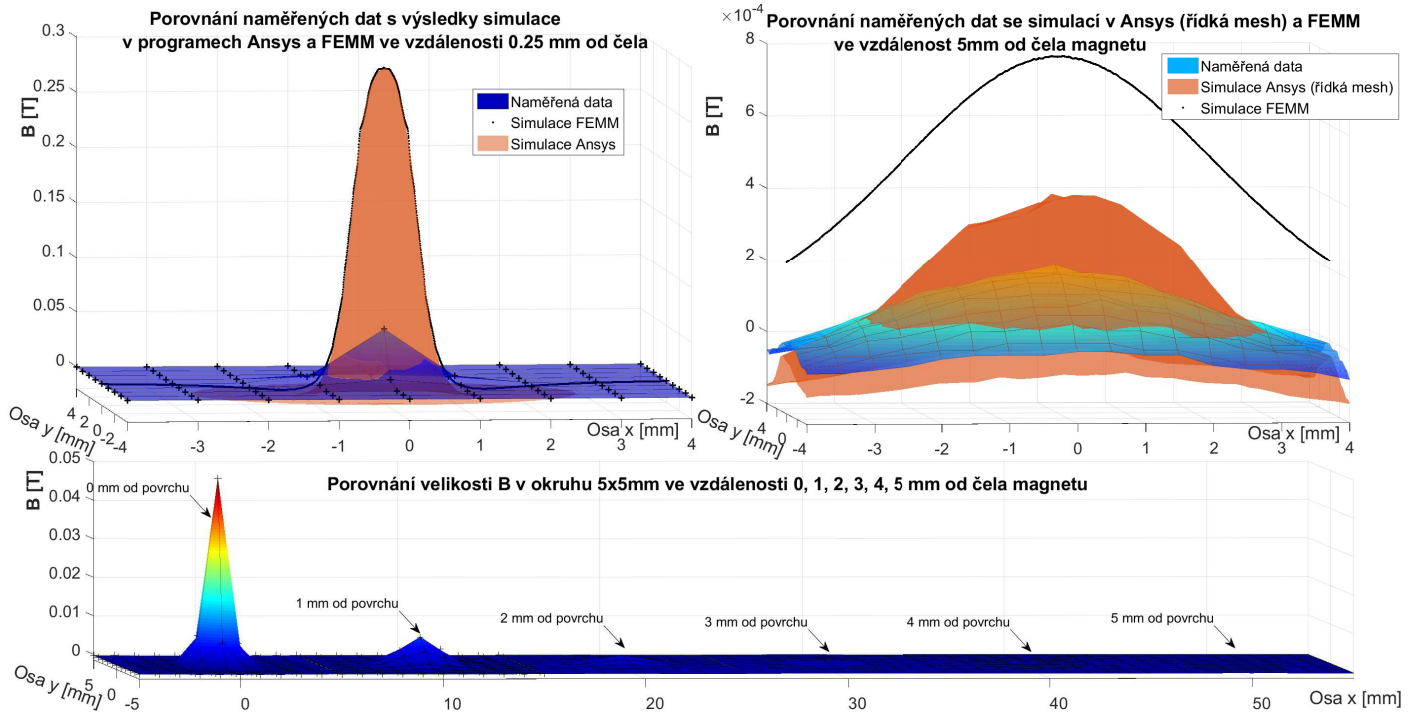 Porovnání naměřených dat s výsledky simulace
v programech Ansys a FEMM ve vzdálenosti 0.25 mm od čela
0.3
0.25
0.2
0.15
0.1
0.05
0
B [T]
Naměřená data
Simulace FEMM
Simulace Ansys
Osa y [mm]
4 2 0 -2 -4
-3 -2 -1 0 1 2 3 4
Osa x [mm]
×10⁻⁴
Porovnání naměřených dat se simulací v Ansys (řídká mesh) a FEMM
ve vzdálenost 5mm od čela magnetu
8
6
4
2
0
-2
B [T]
Naměřená data
Simulace Ansys (řídká mesh)
Simulace FEMM
Osa y [mm]
4 0 -4
-3 -2 -1 0 1 2 3 4
Osa x [mm]
Porovnání velikosti B v okruhu 5x5mm ve vzdálenosti 0, 1, 2, 3, 4, 5 mm od čela magnetu
0.05
0.04
0.03
0.02
0.01
0
B [T]
0 mm od povrchu
1 mm od povrchu
2 mm od povrchu
3 mm od povrchu
4 mm od povrchu
5 mm od povrchu
Osa y [mm]
5 0 -5
0 10 20 30 40 50
Osa x [mm]